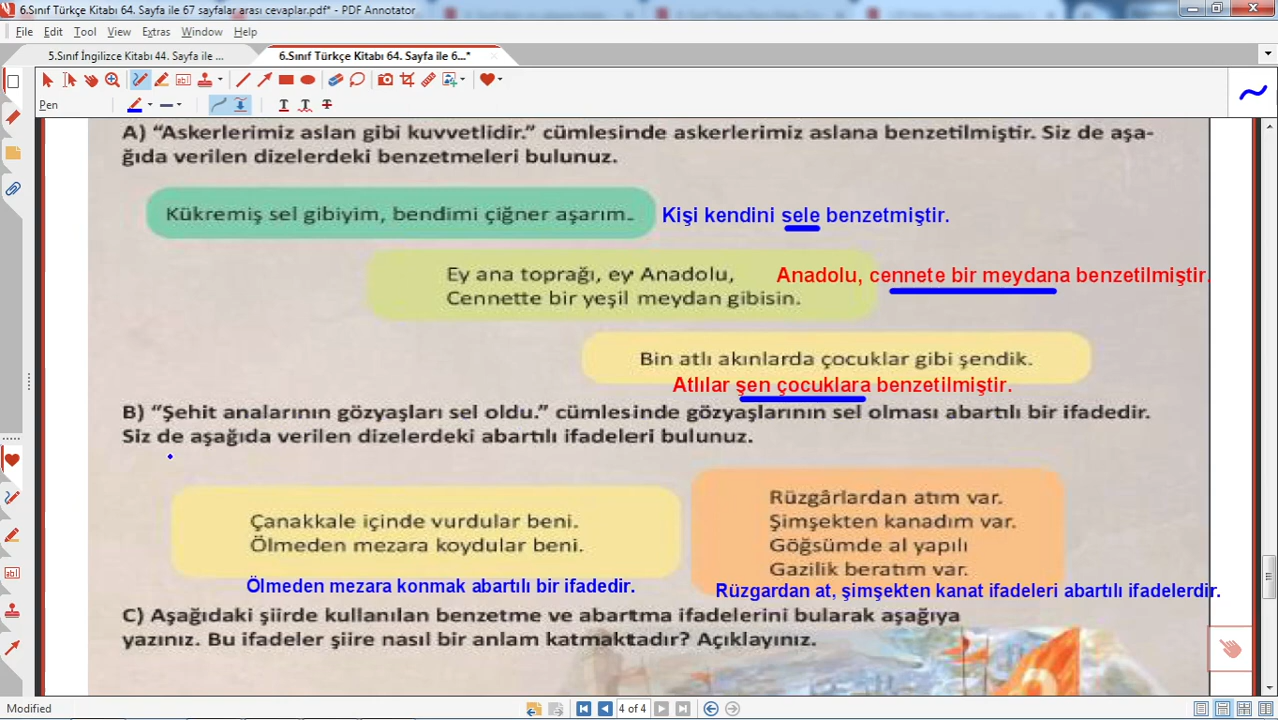 6.Sınıf Türkçe Kitabı 64. Sayfa ile 67 sayfalar arası cevaplar.pdf* - PDF Annotator
File Edit Tool View Extras Window Help
5.Sınıf İngilizce Kitabı 44. Sayfa ile ... 6.Sınıf Türkçe Kitabı 64. Sayfa ile 6...*
Pen
A) “Askerlerimiz aslan gibi kuvvetlidir.” cümlesinde askerlerimiz aslana benzetilmiştir. Siz de aşa-
ğıda verilen dizelerdeki benzetmeleri bulunuz.
Kükremiş sel gibiyim, bendimi çiğner aşarım. Kişi kendini sele benzetmiştir.
Ey ana toprağı, ey Anadolu, Anadolu, cennete bir meydana benzetilmiştir.
Cennette bir yeşil meydan gibisin.
Bin atlı akınlarda çocuklar gibi şendik.
Atlılar şen çocuklara benzetilmiştir.
B) “Şehit analarının gözyaşları sel oldu.” cümlesinde gözyaşlarının sel olması abartılı bir ifadedir.
Siz de aşağıda verilen dizelerdeki abartılı ifadeleri bulunuz.
Çanakkale içinde vurdular beni.
Ölmeden mezara koydular beni.
Ölmeden mezara konmak abartılı bir ifadedir.
Rüzgârlardan atım var.
Şimşekten kanadım var.
Göğsümde al yapılı
Gazilik beratım var.
Rüzgardan at, şimşekten kanat ifadeleri abartılı ifadelerdir.
C) Aşağıdaki şiirde kullanılan benzetme ve abartma ifadelerini bularak aşağıya
yazınız. Bu ifadeler şiire nasıl bir anlam katmaktadır? Açıklayınız.
Modified 4 of 4